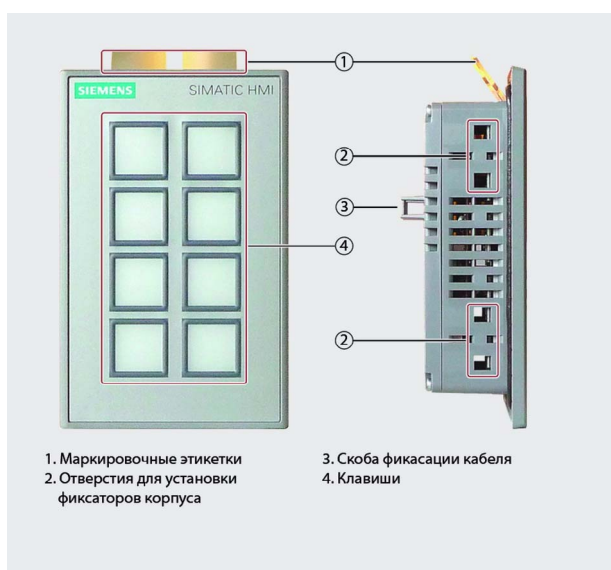 SIEMENS
SIMATIC HMI
1
2
3
4
2
1. Маркировочные этикетки
2. Отверстия для установки
фиксаторов корпуса
3. Скоба фикасации кабеля
4. Клавиши